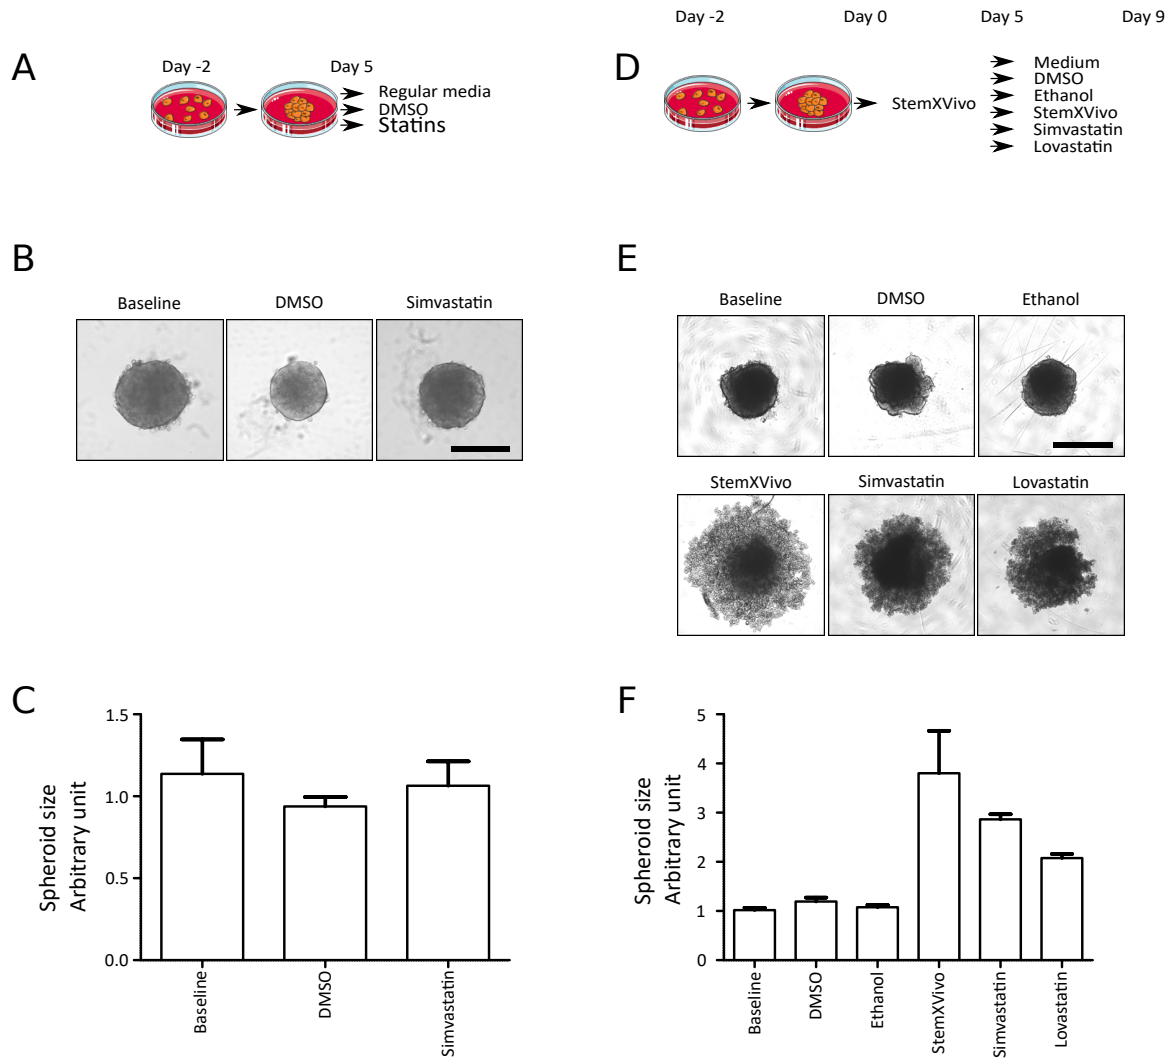 Day -2 Day 0 Day 5 Day 9
A
Day -2 Day 5
Regular media
DMSO
Statins
D
StemXVivo
Medium
DMSO
Ethanol
StemXVivo
Simvastatin
Lovastatin
B
Baseline DMSO Simvastatin
E
Baseline DMSO Ethanol
StemXVivo Simvastatin Lovastatin
C
Spheroid size
Arbitrary unit
1.5
1.0
0.5
0.0
Baseline
DMSO
Simvastatin
F
Spheroid size
Arbitrary unit
5
4
3
2
1
0
Baseline
DMSO
Ethanol
StemXVivo
Simvastatin
Lovastatin